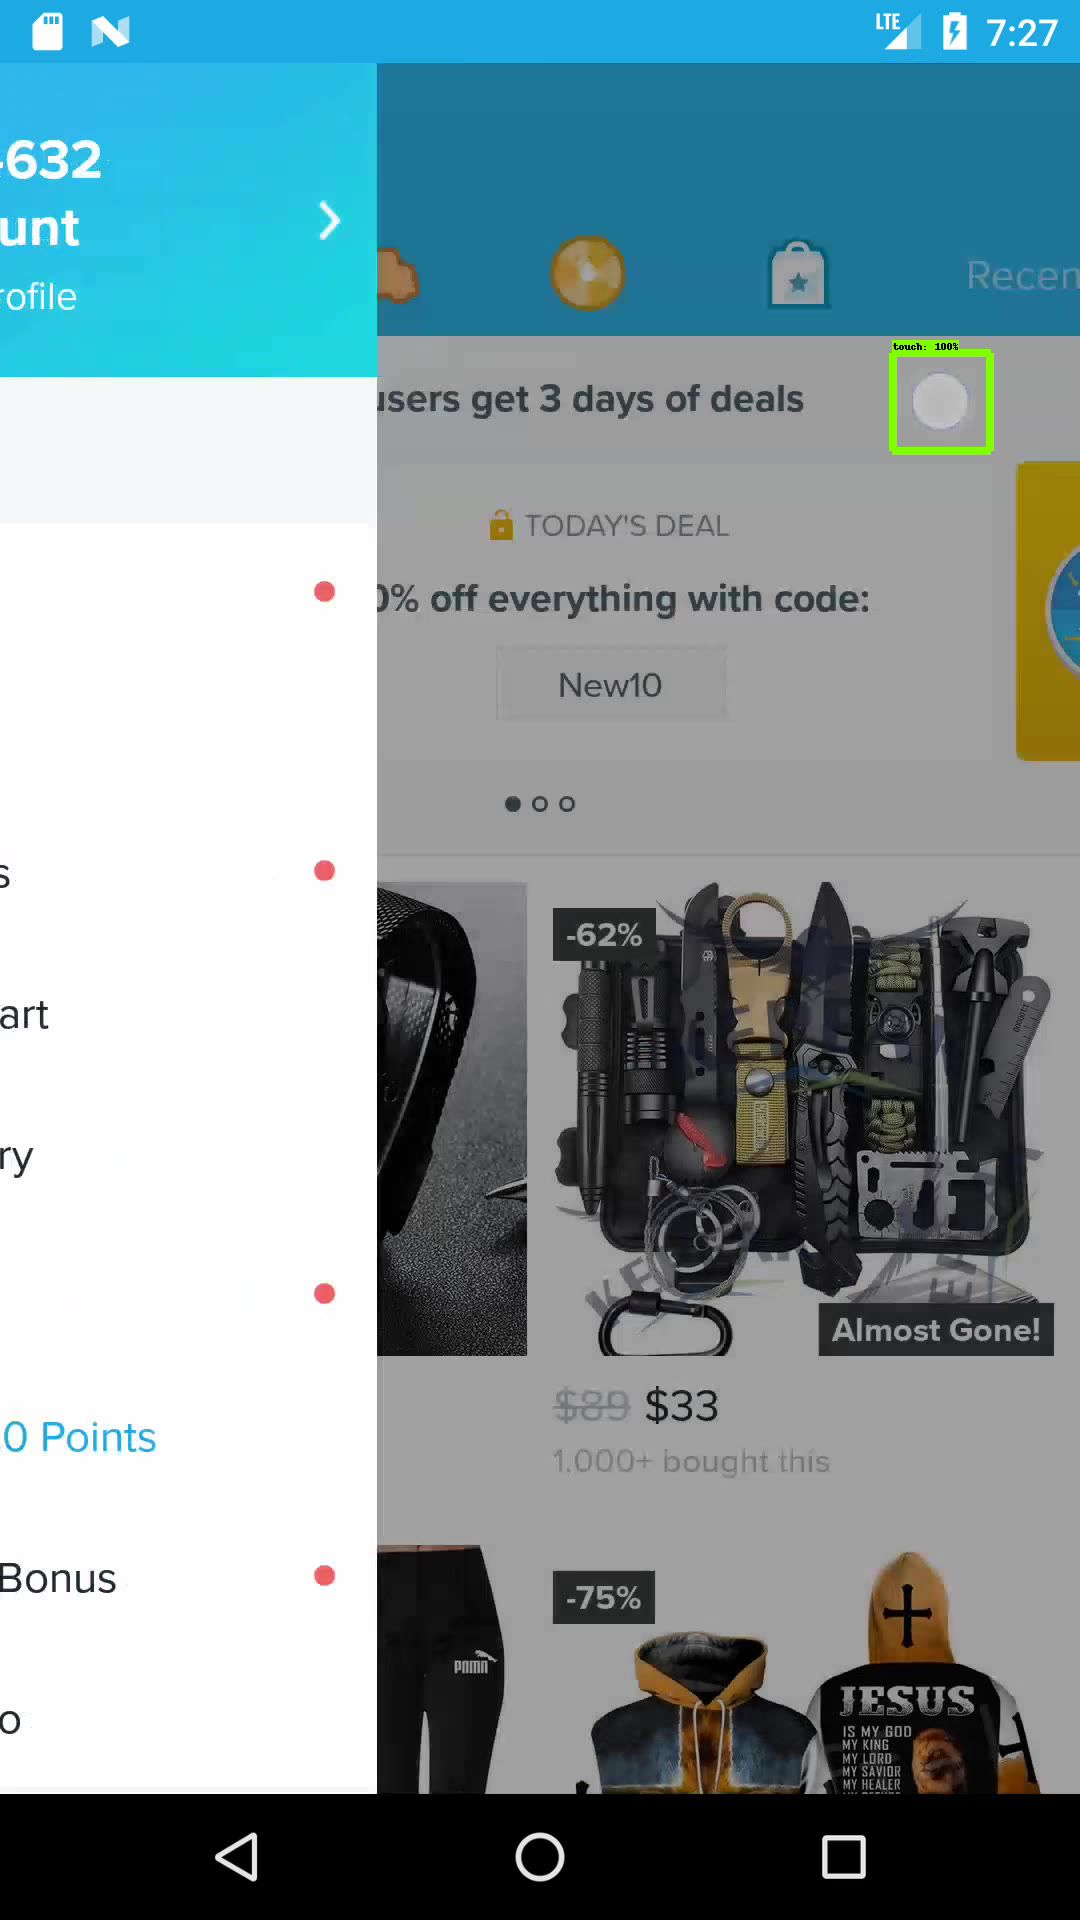 LTE 7:27
-632
unt
rofile
Recen
touch: 100%
users get 3 days of deals
TODAY'S DEAL
0% off everything with code:
New10
s
-62%
art
ry
Almost Gone!
$89 $33
1,000+ bought this
0 Points
Bonus
-75%
JESUS
IS MY GOD
MY KING
MY LORD
MY SAVIOR
MY HEALER
o